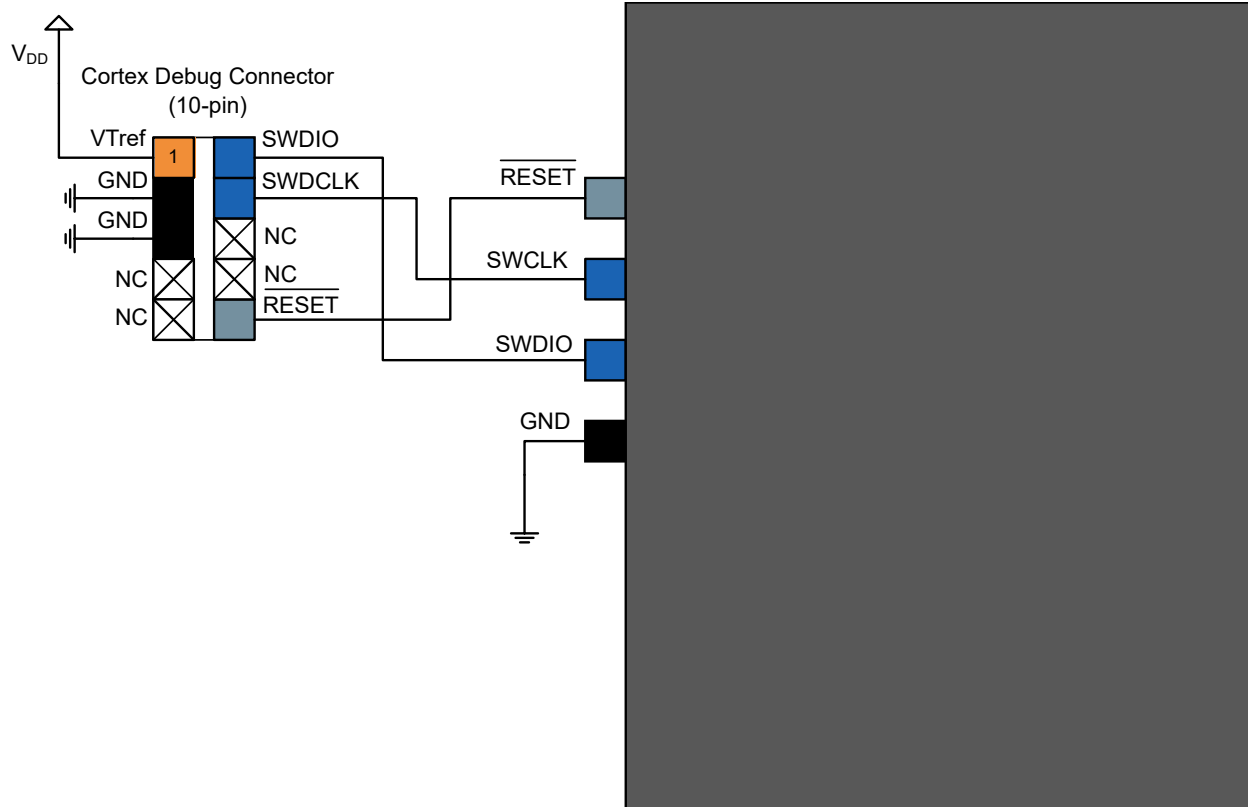 V_DD
Cortex Debug Connector
(10-pin)
VTref
1
SWDIO
GND
SWDCLK
GND
NC
NC
NC
NC
RESET
RESET
SWCLK
SWDIO
GND